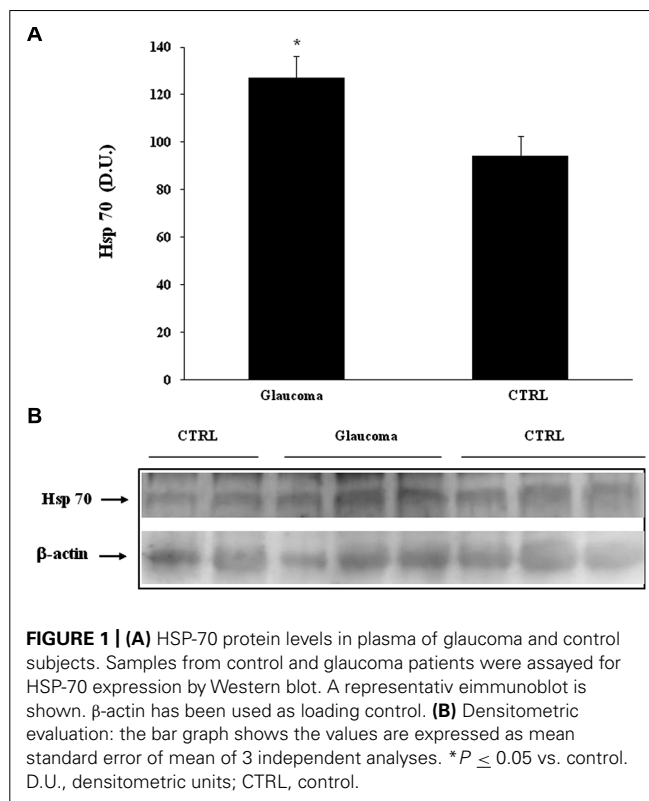 A
*
140
120
100
80
60
40
20
0
Hsp 70 (D.U.)
Glaucoma CTRL
B
CTRL Glaucoma CTRL
Hsp 70
β-actin
FIGURE 1 | (A) HSP-70 protein levels in plasma of glaucoma and control
subjects. Samples from control and glaucoma patients were assayed for
HSP-70 expression by Western blot. A representativ eimmunoblot is
shown. β-actin has been used as loading control. (B) Densitometric
evaluation: the bar graph shows the values are expressed as mean
standard error of mean of 3 independent analyses. *P ≤ 0.05 vs. control.
D.U., densitometric units; CTRL, control.